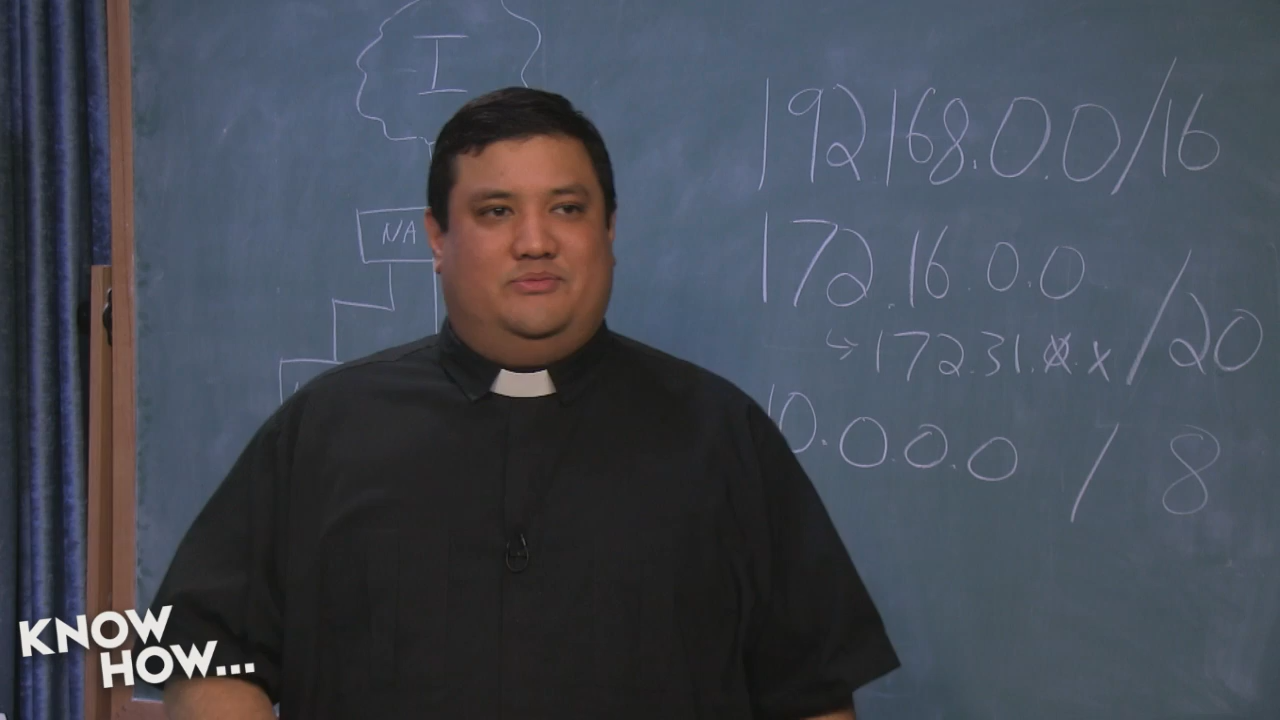 I
NA
192.168.0.0/16
172.16.0.0
↳ 172.31.x.x /20
10.0.0.0 / 8
KNOW
HOW...